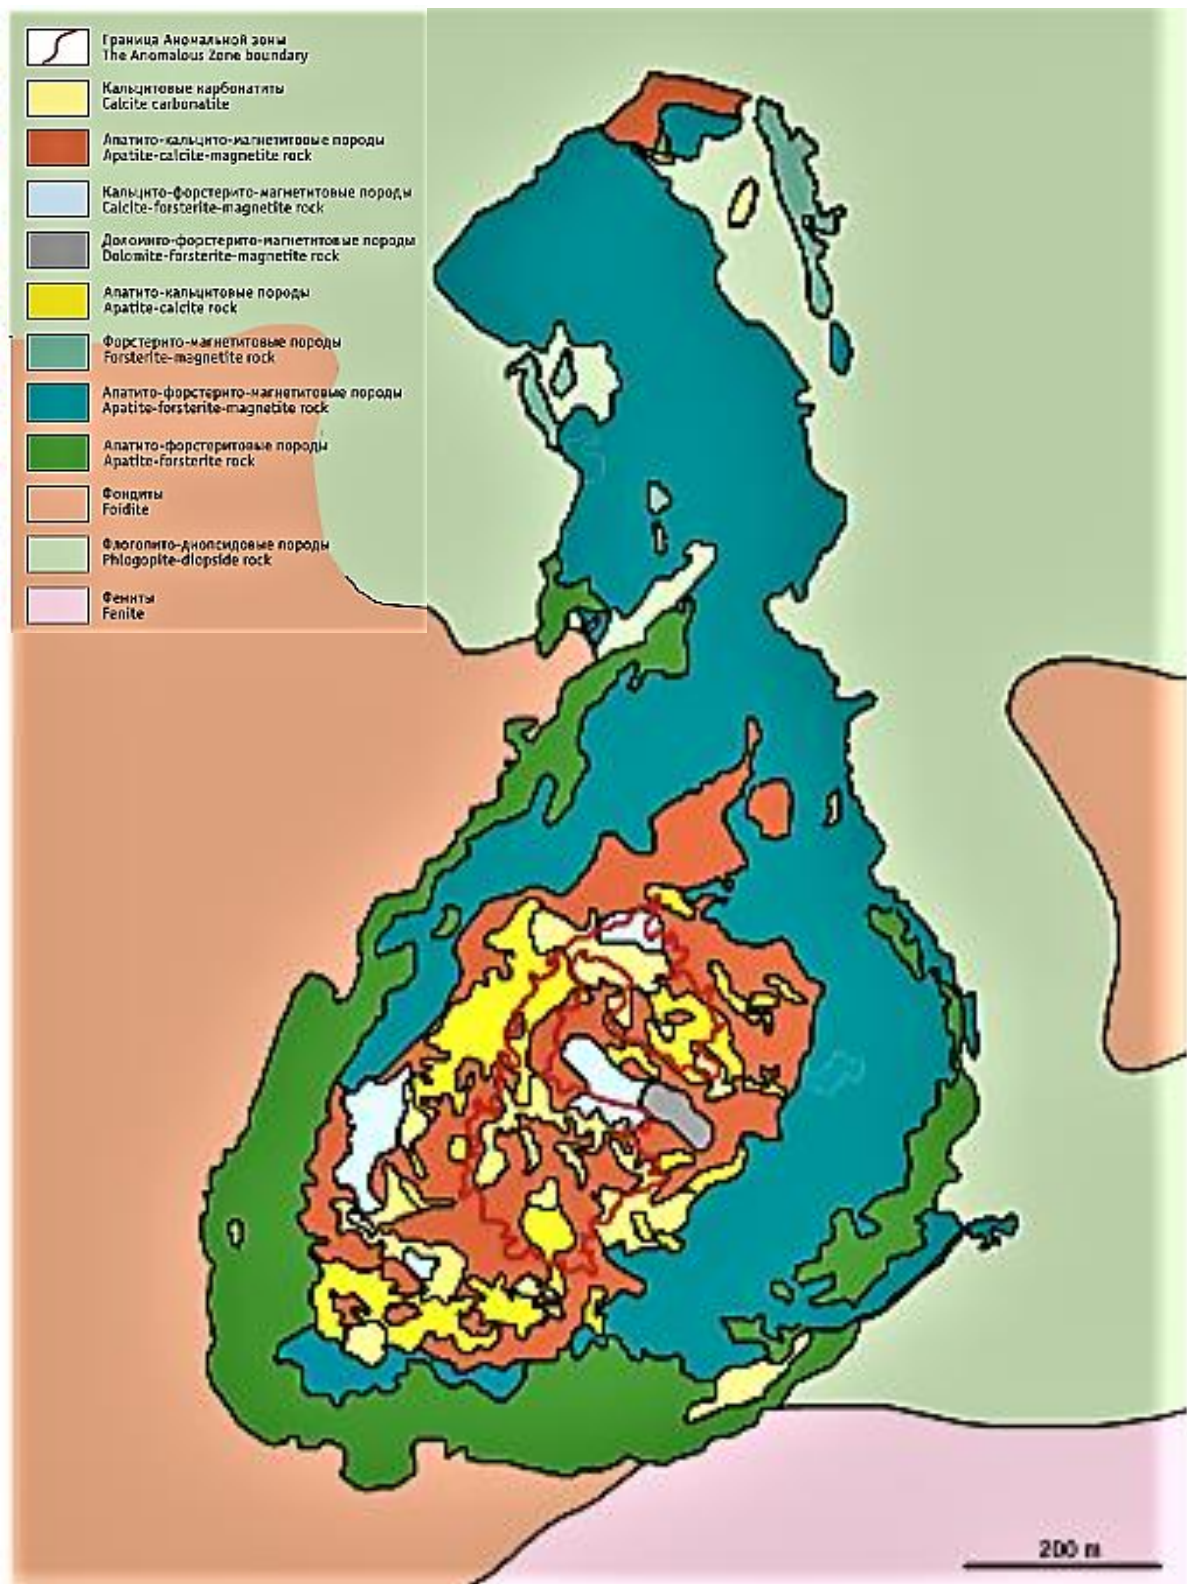 Граница Аномальной зоны
The Anomalous Zone boundary
Кальцитовые карбонатиты
Calcite carbonatite
Апатито-кальцито-магнетитовые породы
Apatite-calcite-magnetite rock
Кальцито-форстерито-магнетитовые породы
Calcite-forsterite-magnetite rock
Доломито-форстерито-магнетитовые породы
Dolomite-forsterite-magnetite rock
Апатито-кальцитовые породы
Apatite-calcite rock
Форстерито-магнетитовые породы
Forsterite-magnetite rock
Апатито-форстерито-магнетитовые породы
Apatite-forsterite-magnetite rock
Апатито-форстеритовые породы
Apatite-forsterite rock
Фоидиты
Foidite
Флогопито-диопсидовые породы
Phlogopite-diopside rock
Фениты
Fenite
200 m